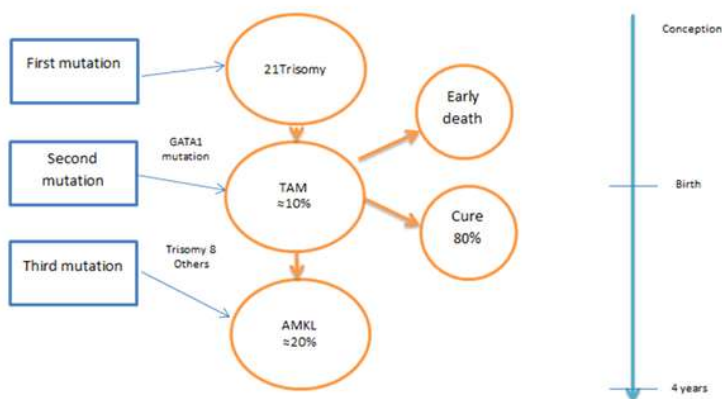 First mutation
21Trisomy
Conception
Early
death
GATA1
mutation
Second
mutation
TAM
≈10%
Birth
Cure
80%
Trisomy 8
Others
Third mutation
AMKL
≈20%
4 years